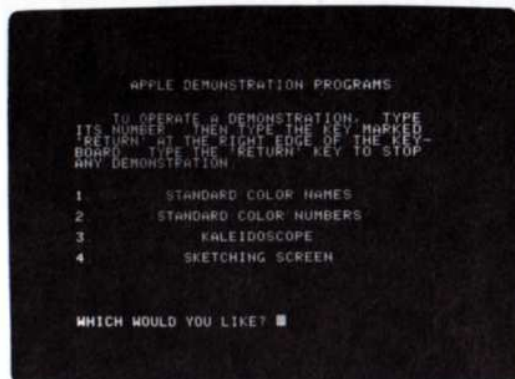 APPLE DEMONSTRATION PROGRAMS
TO OPERATE A DEMONSTRATION, TYPE
ITS NUMBER THEN TYPE THE KEY MARKED
'RETURN' AT THE RIGHT EDGE OF THE KEY-
BOARD TYPE THE 'RETURN' KEY TO STOP
ANY DEMONSTRATION
1 STANDARD COLOR NAMES
2 STANDARD COLOR NUMBERS
3 KALEIDOSCOPE
4 SKETCHING SCREEN
WHICH WOULD YOU LIKE?